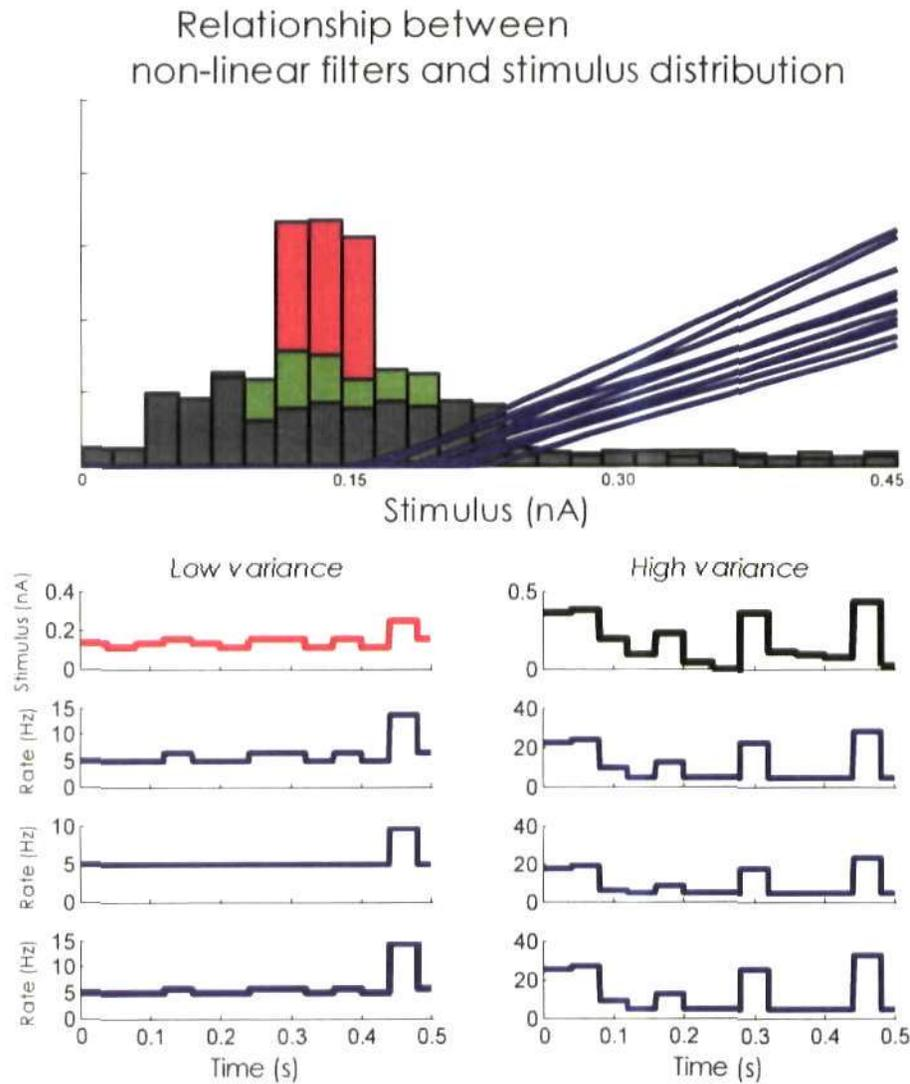 Relationship between
non-linear filters and stimulus distribution
0 0.15 0.30 0.45
Stimulus (nA)
Low variance
High variance
Stimulus (nA)
0.4
0.2
0
0.5
0
Rate (Hz)
15
10
5
0
40
20
0
Rate (Hz)
10
5
0
40
20
0
Rate (Hz)
15
10
5
0
40
20
0
0 0.1 0.2 0.3 0.4 0.5
0 0.1 0.2 0.3 0.4 0.5
Time (s)
Time (s)